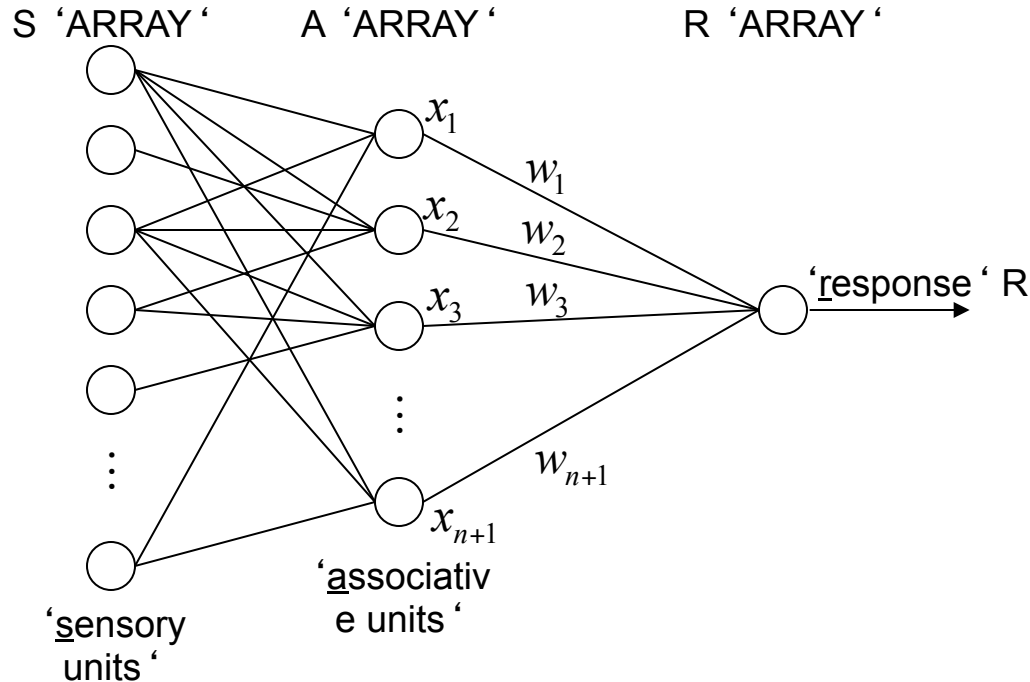 S ‘ARRAY‘ A ‘ARRAY‘ R ‘ARRAY‘
x₁
w₁
x₂
w₂
‘response‘ R
x₃
w₃
⋮
⋮
wₙ₊₁
xₙ₊₁
‘associativ
e units‘
‘sensory
units‘